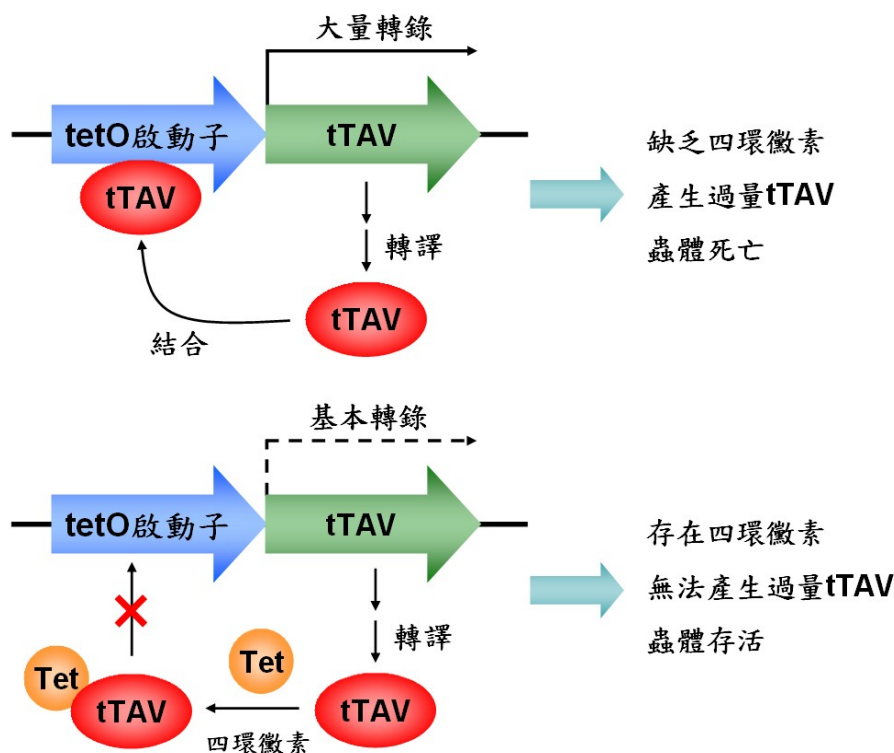 大量轉錄
tetO啟動子
tTAV
tTAV
轉譯
tTAV
結合
缺乏四環黴素
產生過量tTAV
蟲體死亡
基本轉錄
tetO啟動子
tTAV
轉譯
Tet
tTAV
Tet
tTAV
四環黴素
存在四環黴素
無法產生過量tTAV
蟲體存活